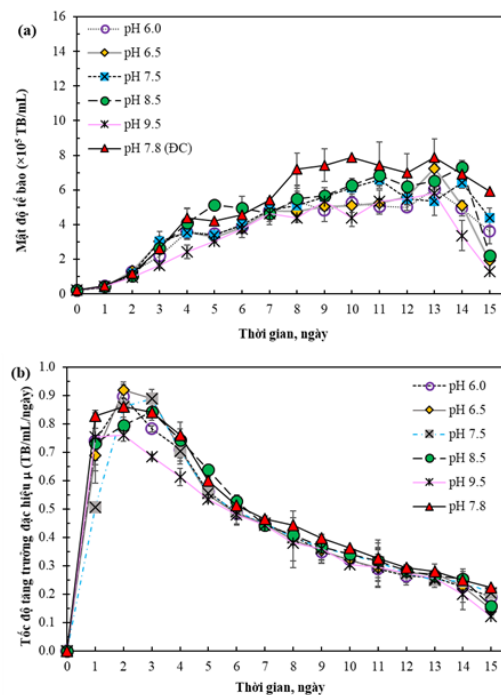 (a)
Mật độ tế bào (×10⁵ TB/mL)
16
14
12
10
8
6
4
2
0
pH 6.0
pH 6.5
pH 7.5
pH 8.5
pH 9.5
pH 7.8 (ĐC)
0 1 2 3 4 5 6 7 8 9 10 11 12 13 14 15
Thời gian, ngày
(b)
Tốc độ tăng trưởng đặc hiệu µ (TB/mL/ngày)
1.0
0.9
0.8
0.7
0.6
0.5
0.4
0.3
0.2
0.1
0.0
pH 6.0
pH 6.5
pH 7.5
pH 8.5
pH 9.5
pH 7.8
0 1 2 3 4 5 6 7 8 9 10 11 12 13 14 15
Thời gian, ngày